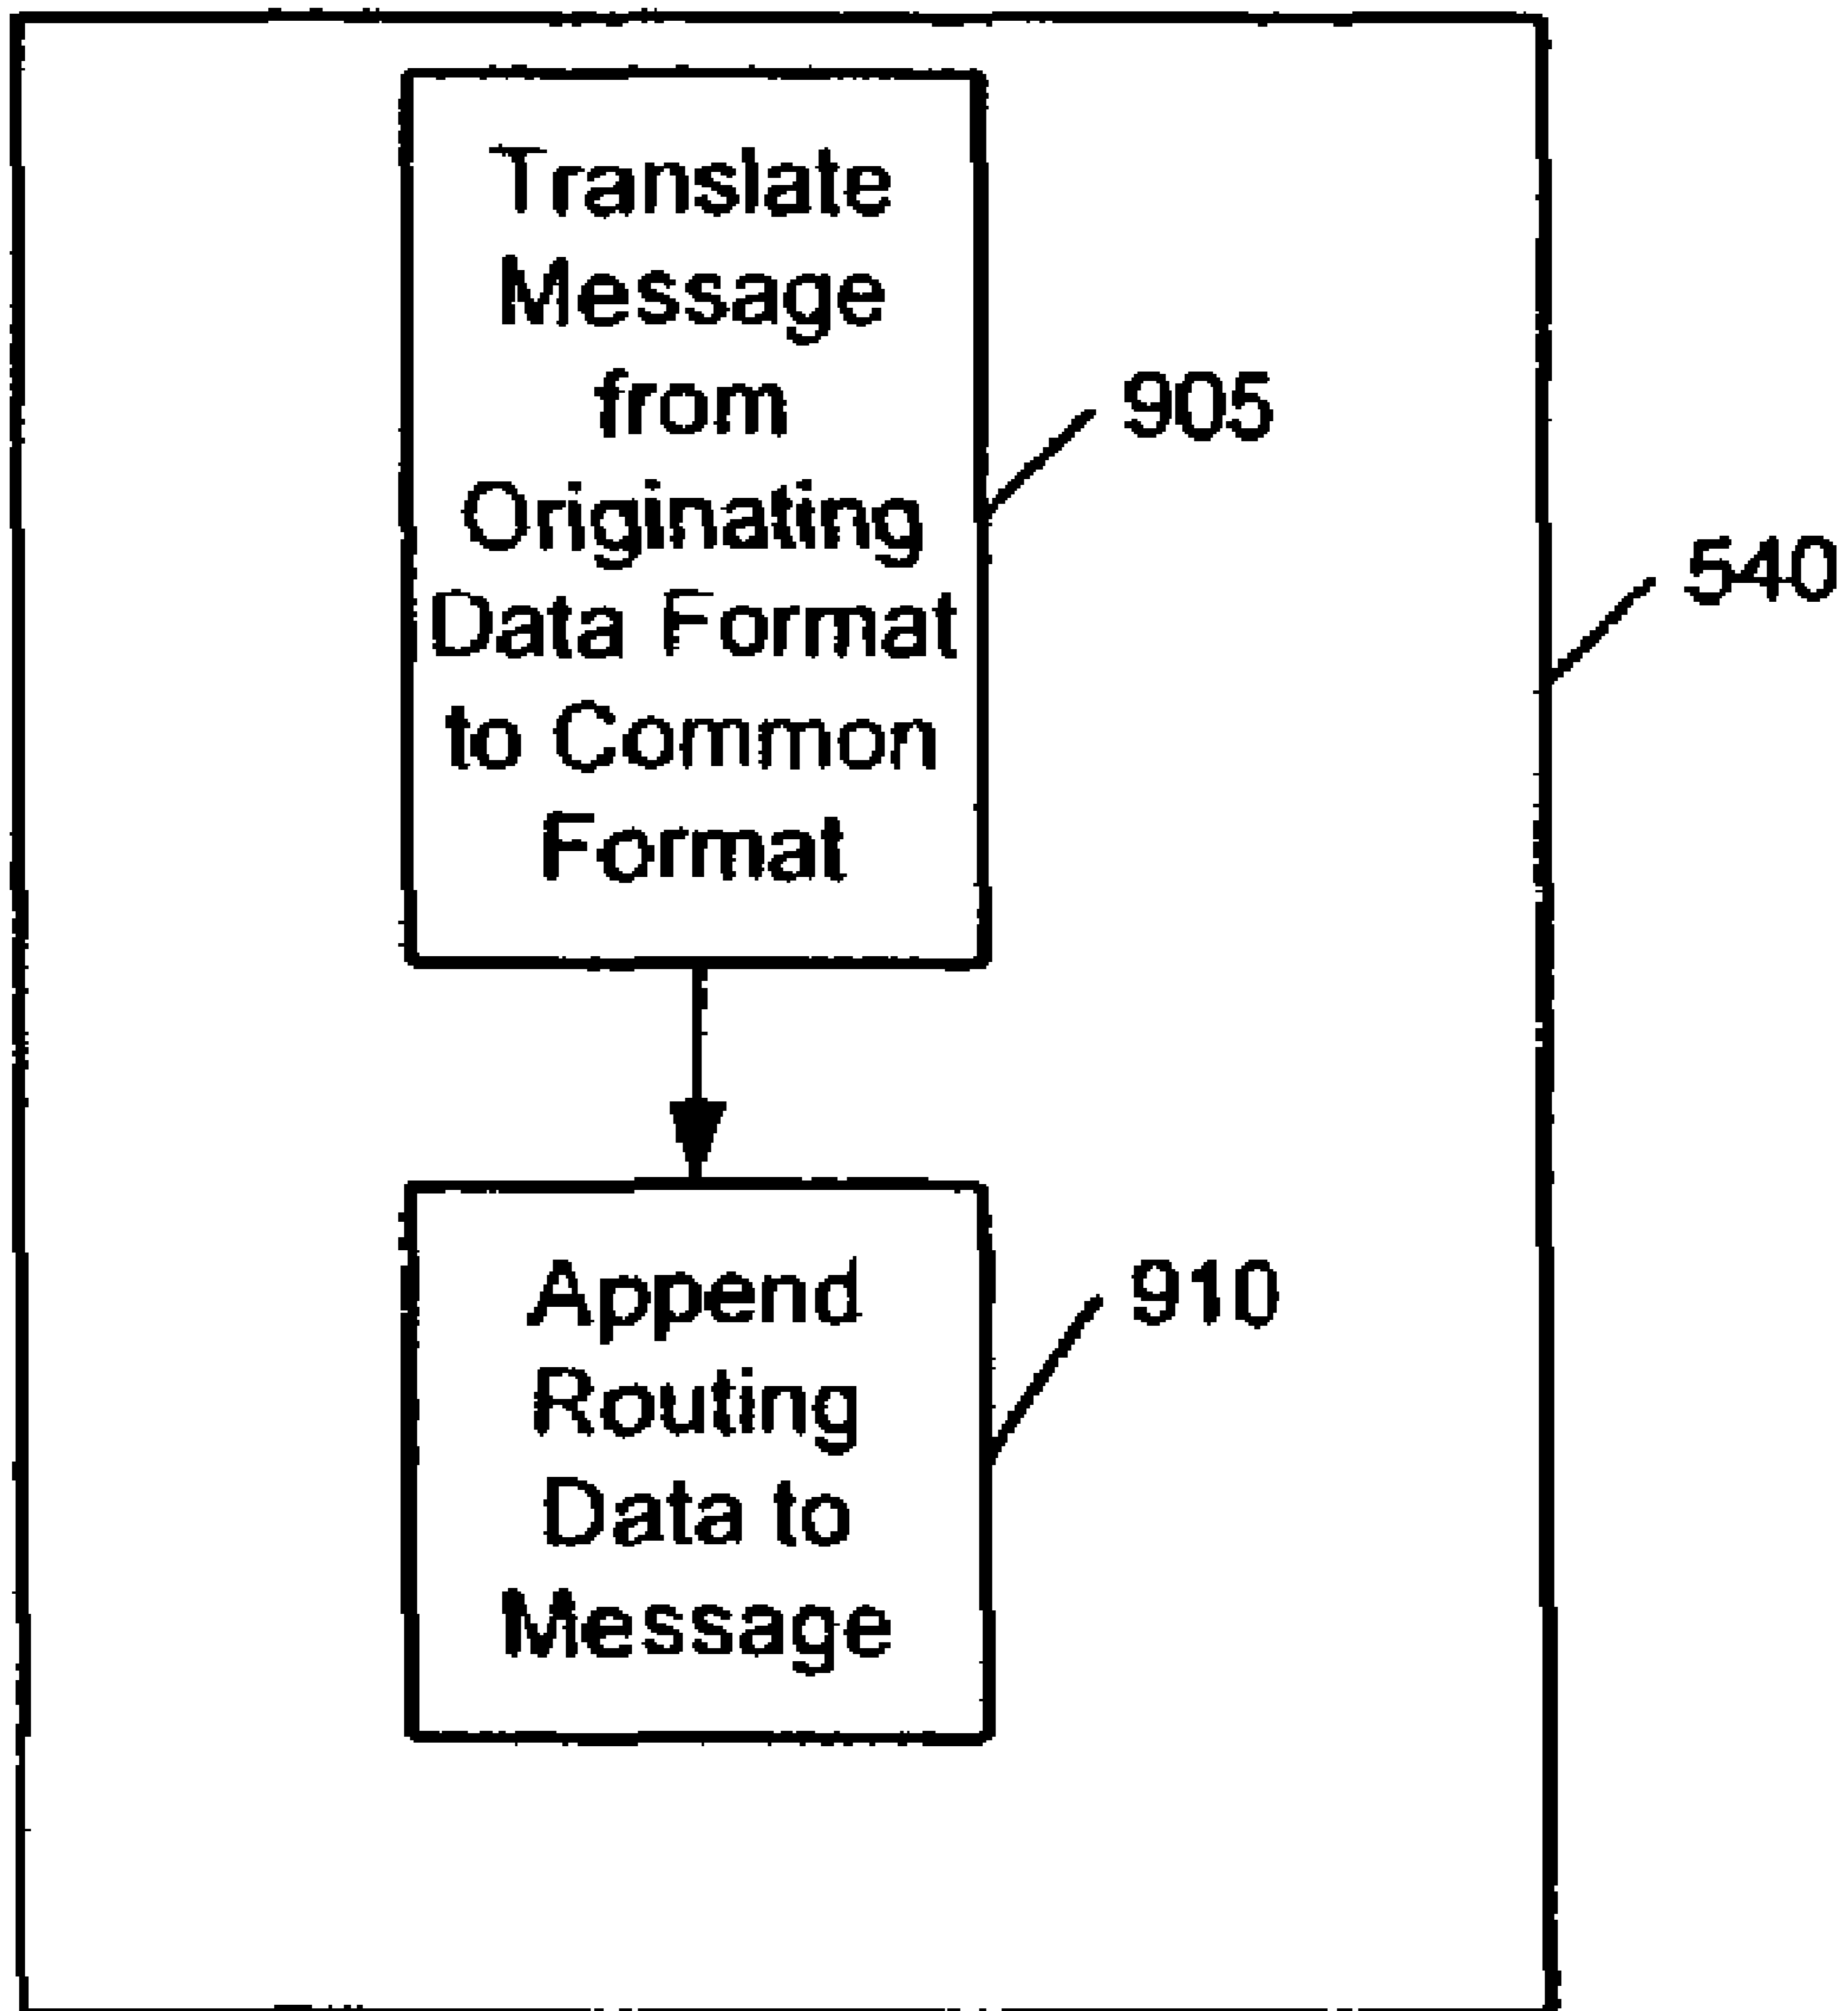 Translate
Message
from
Originating
Data Format
to Common
Format
905
540
Append
Routing
Data to
Message
910